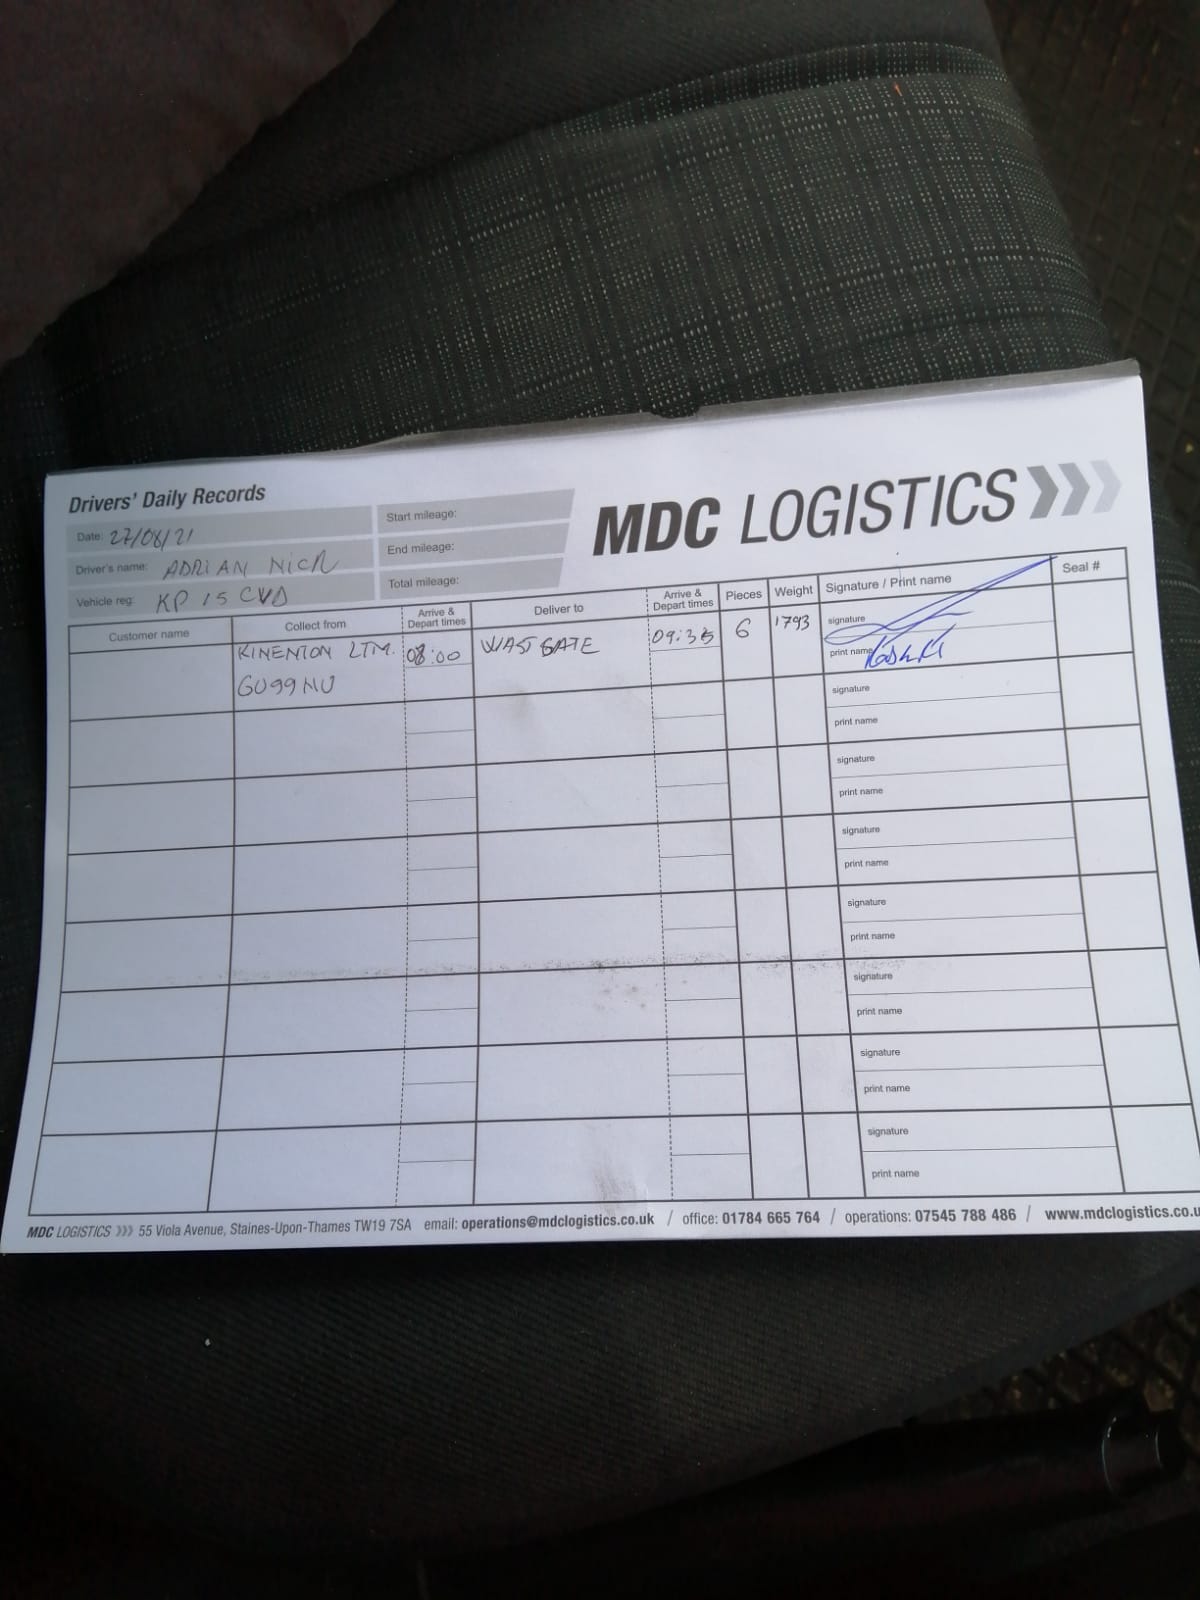 Drivers' Daily Records
MDC LOGISTICS
Date: 27/08/21
Driver's name: ADRIAN NICR
Vehicle reg: KP 15 CVD
Start mileage:
End mileage:
Total mileage:
Customer name Collect from Arrive & Depart times Deliver to Arrive & Depart times Pieces Weight Signature / Print name Seal #
KINENTON LTM. 08:00 WASTGATE 09:35 6 1793 signature
GU99NU print name
signature
print name
signature
print name
signature
print name
signature
print name
signature
print name
signature
print name
signature
print name
MDC LOGISTICS 55 Viola Avenue, Staines-Upon-Thames TW19 7SA email: operations@mdclogistics.co.uk / office: 01784 665 764 / operations: 07545 788 486 / www.mdclogistics.co.u